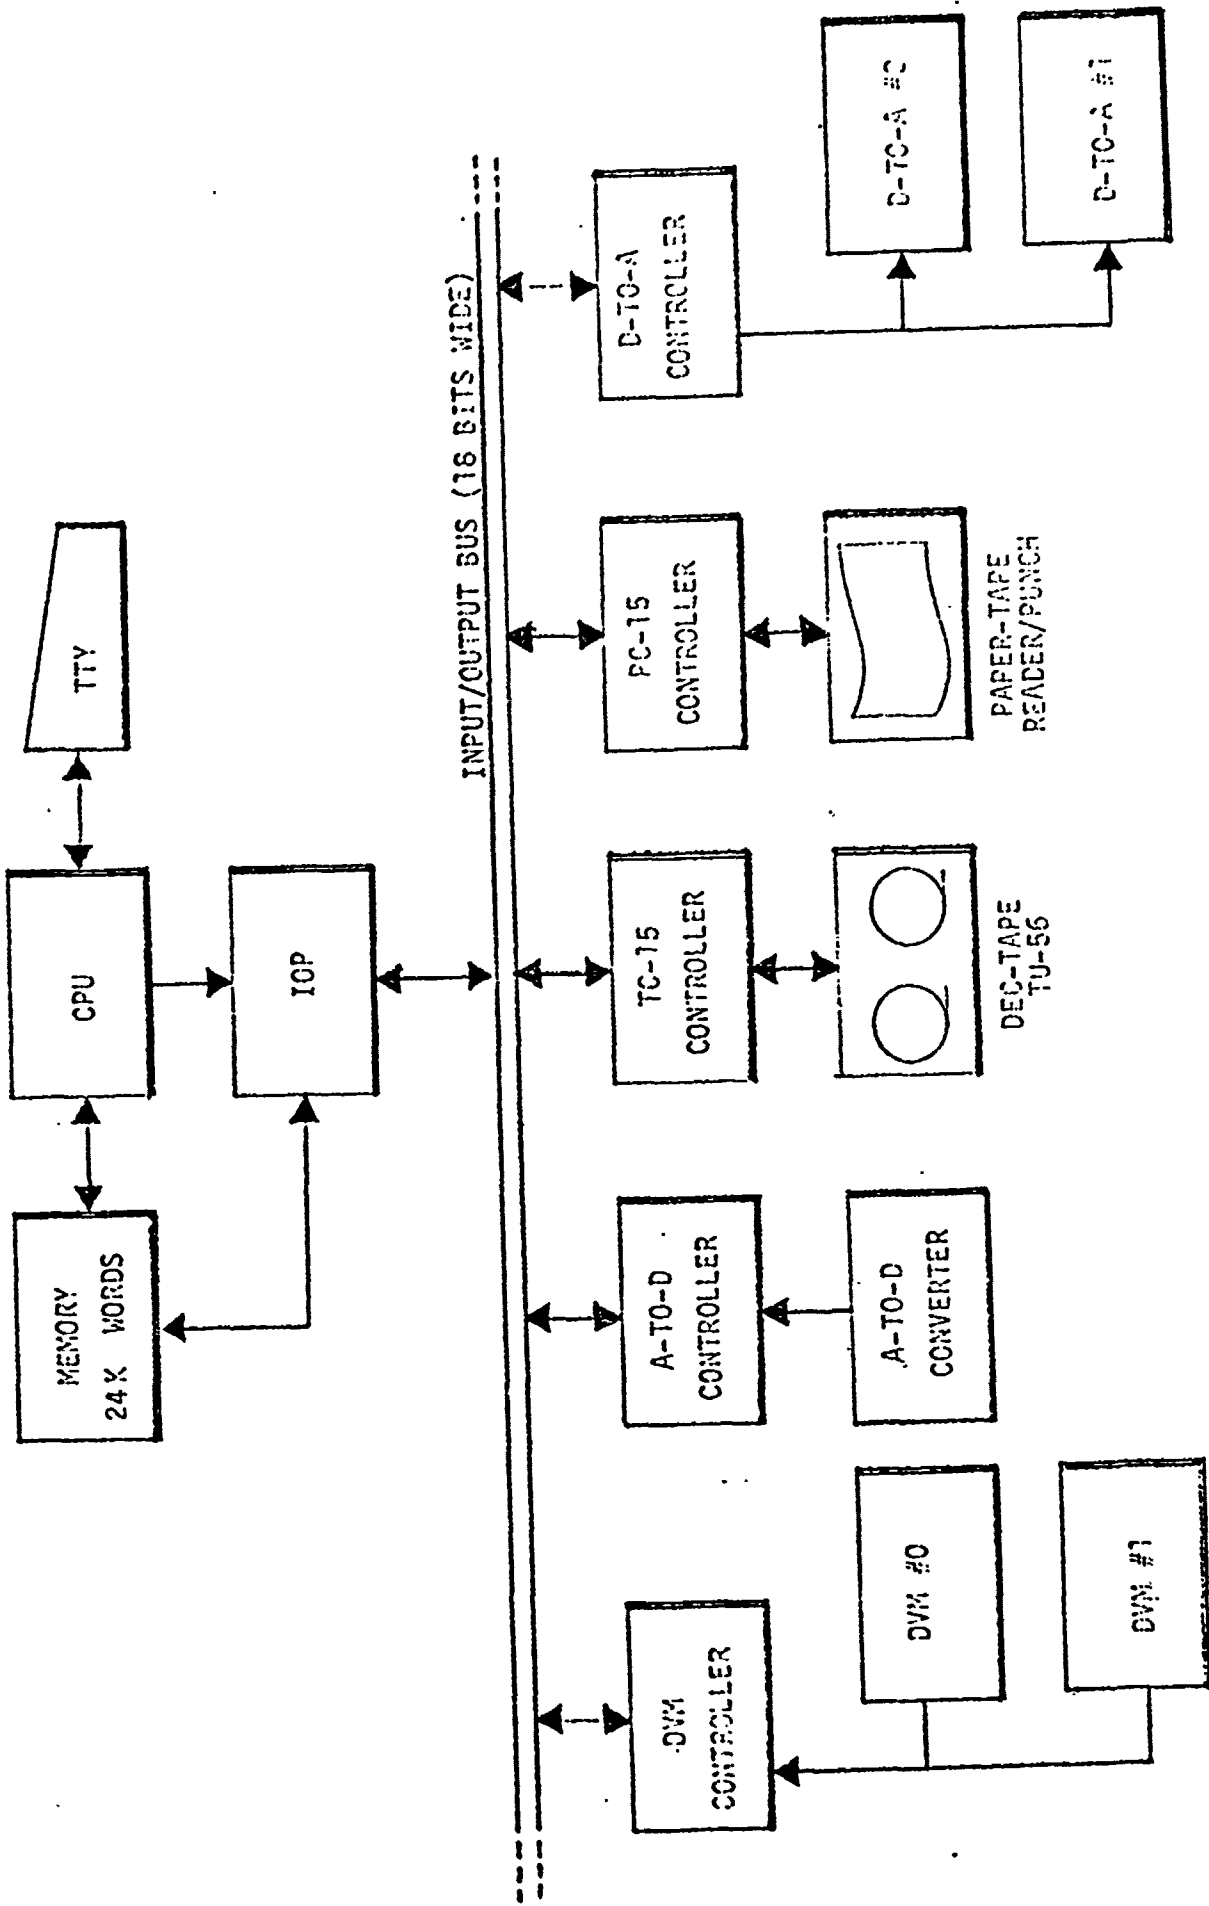 MEMORY
24K WORDS
CPU
TTY
IOP
INPUT/OUTPUT BUS (18 BITS WIDE)
DVM
CONTROLLER
A-TO-D
CONTROLLER
TC-15
CONTROLLER
PC-15
CONTROLLER
D-TO-A
CONTROLLER
DVM #0
A-TO-D
CONVERTER
D-TO-A
DVM #1
DEC-TAPE
TU-56
PAPER-TAPE
READER/PUNCH
D-TO-A #1